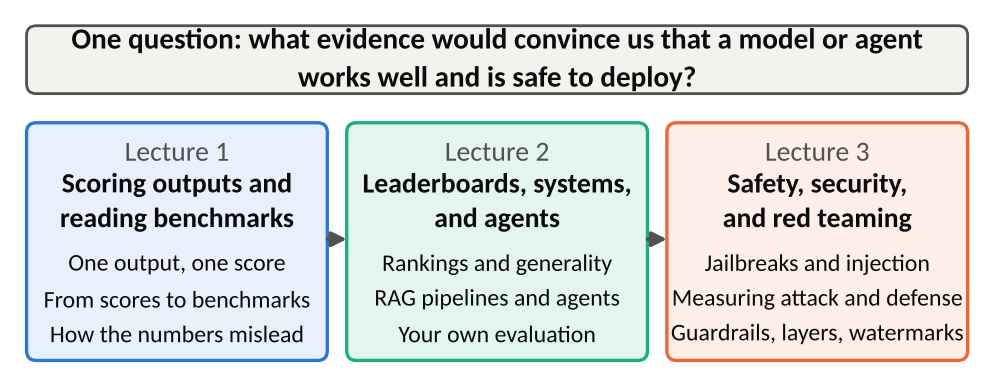 One question: what evidence would convince us that a model or agent
works well and is safe to deploy?
Lecture 1
Scoring outputs and
reading benchmarks
One output, one score
From scores to benchmarks
How the numbers mislead
Lecture 2
Leaderboards, systems,
and agents
Rankings and generality
RAG pipelines and agents
Your own evaluation
Lecture 3
Safety, security,
and red teaming
Jailbreaks and injection
Measuring attack and defense
Guardrails, layers, watermarks